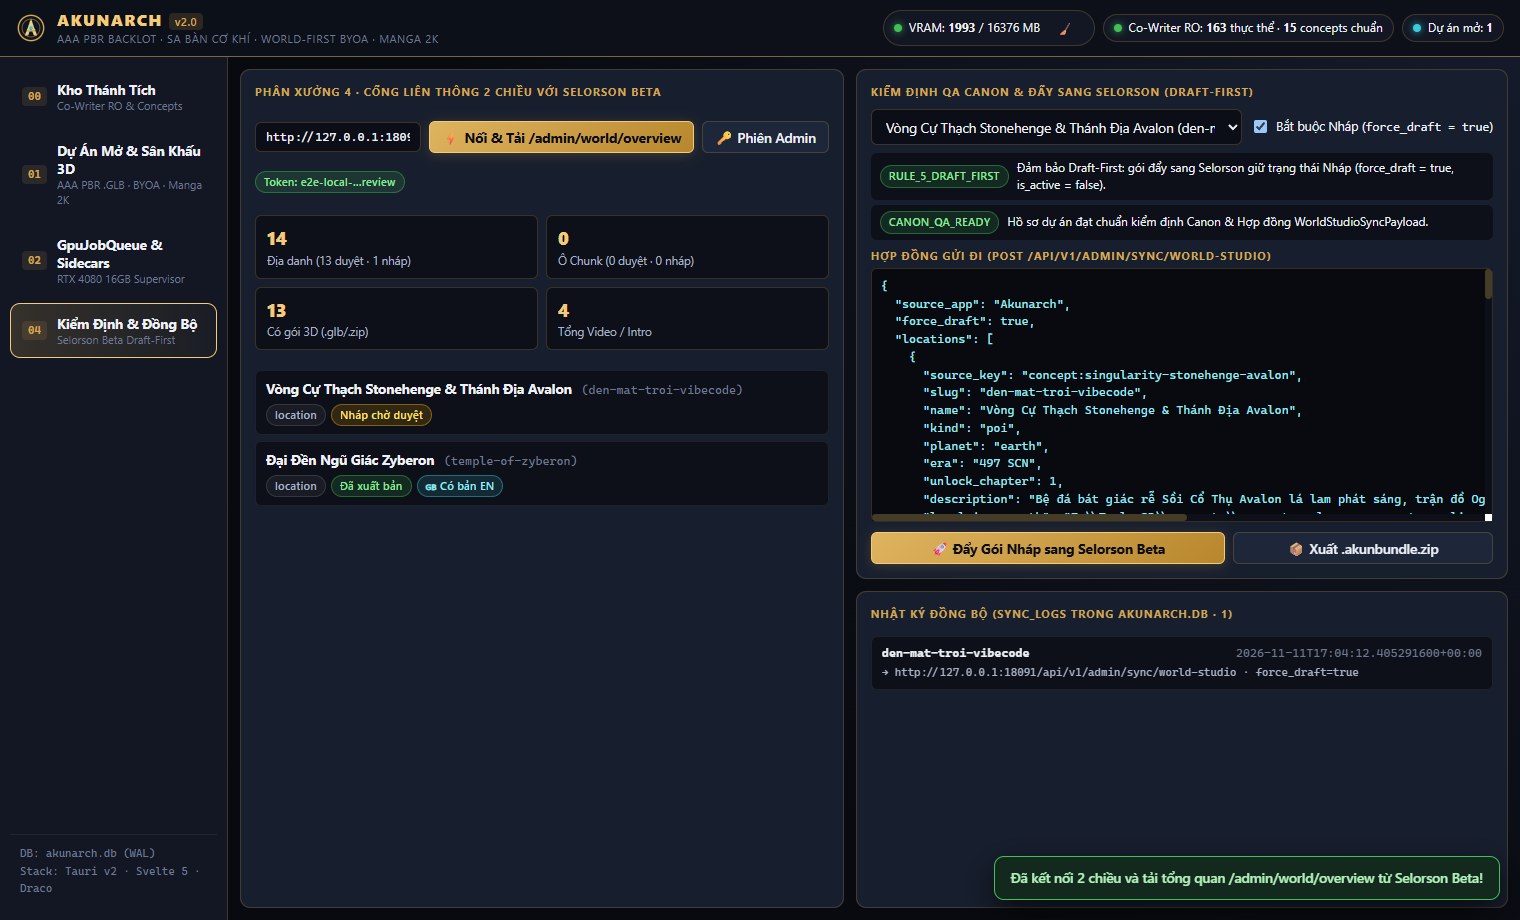 AKUNARCH v2.0
AAA PBR BACKLOT · SA BÀN CƠ KHÍ · WORLD-FIRST BYOA · MANGA 2K
VRAM: 1993 / 16376 MB
Co-Writer RO: 163 thực thể · 15 concepts chuẩn
Dự án mở: 1
00
Kho Thánh Tích
Co-Writer RO & Concepts
01
Dự Án Mở & Sân Khấu
3D
AAA PBR .GLB · BYOA · Manga
2K
02
GpuJobQueue &
Sidecars
RTX 4080 16GB Supervisor
04
Kiểm Định & Đồng Bộ
Selorson Beta Draft-First
DB: akunarch.db (WAL)
Stack: Tauri v2 · Svelte 5 ·
Draco
PHÂN XƯỞNG 4 · CỔNG LIÊN THÔNG 2 CHIỀU VỚI SELORSON BETA
http://127.0.0.1:1809
Nối & Tải /admin/world/overview
Phiên Admin
Token: e2e-local-...review
14
Địa danh (13 duyệt · 1 nháp)
0
Ô Chunk (0 duyệt · 0 nháp)
13
Có gói 3D (.glb/.zip)
4
Tổng Video / Intro
Vòng Cự Thạch Stonehenge & Thánh Địa Avalon (den-mat-troi-vibecode)
location Nháp chờ duyệt
Đại Đền Ngũ Giác Zyberon (temple-of-zyberon)
location Đã xuất bản GB Có bản EN
KIỂM ĐỊNH QA CANON & ĐẨY SANG SELORSON (DRAFT-FIRST)
Vòng Cự Thạch Stonehenge & Thánh Địa Avalon (den-r
Bắt buộc Nháp (force_draft = true)
RULE_5_DRAFT_FIRST
Đảm bảo Draft-First: gói đẩy sang Selorson giữ trạng thái Nháp (force_draft = true,
is_active = false).
CANON_QA_READY
Hồ sơ dự án đạt chuẩn kiểm định Canon & Hợp đồng WorldStudioSyncPayload.
HỢP ĐỒNG GỬI ĐI (POST /API/V1/ADMIN/SYNC/WORLD-STUDIO)
{
"source_app": "Akunarch",
"force_draft": true,
"locations": [
{
"source_key": "concept:singularity-stonehenge-avalon",
"slug": "den-mat-troi-vibecode",
"name": "Vòng Cự Thạch Stonehenge & Thánh Địa Avalon",
"kind": "poi",
"planet": "earth",
"era": "497 SCN",
"unlock_chapter": 1,
"description": "Bệ đá bát giác rễ Sồi Cổ Thụ Avalon lá lam phát sáng, trận đồ Og
Đẩy Gói Nháp sang Selorson Beta
Xuất .akunbundle.zip
NHẬT KÝ ĐỒNG BỘ (SYNC_LOGS TRONG AKUNARCH.DB · 1)
den-mat-troi-vibecode
2026-11-11T17:04:12.405291600+00:00
→ http://127.0.0.1:18091/api/v1/admin/sync/world-studio · force_draft=true
Đã kết nối 2 chiều và tải tổng quan /admin/world/overview từ Selorson Beta!